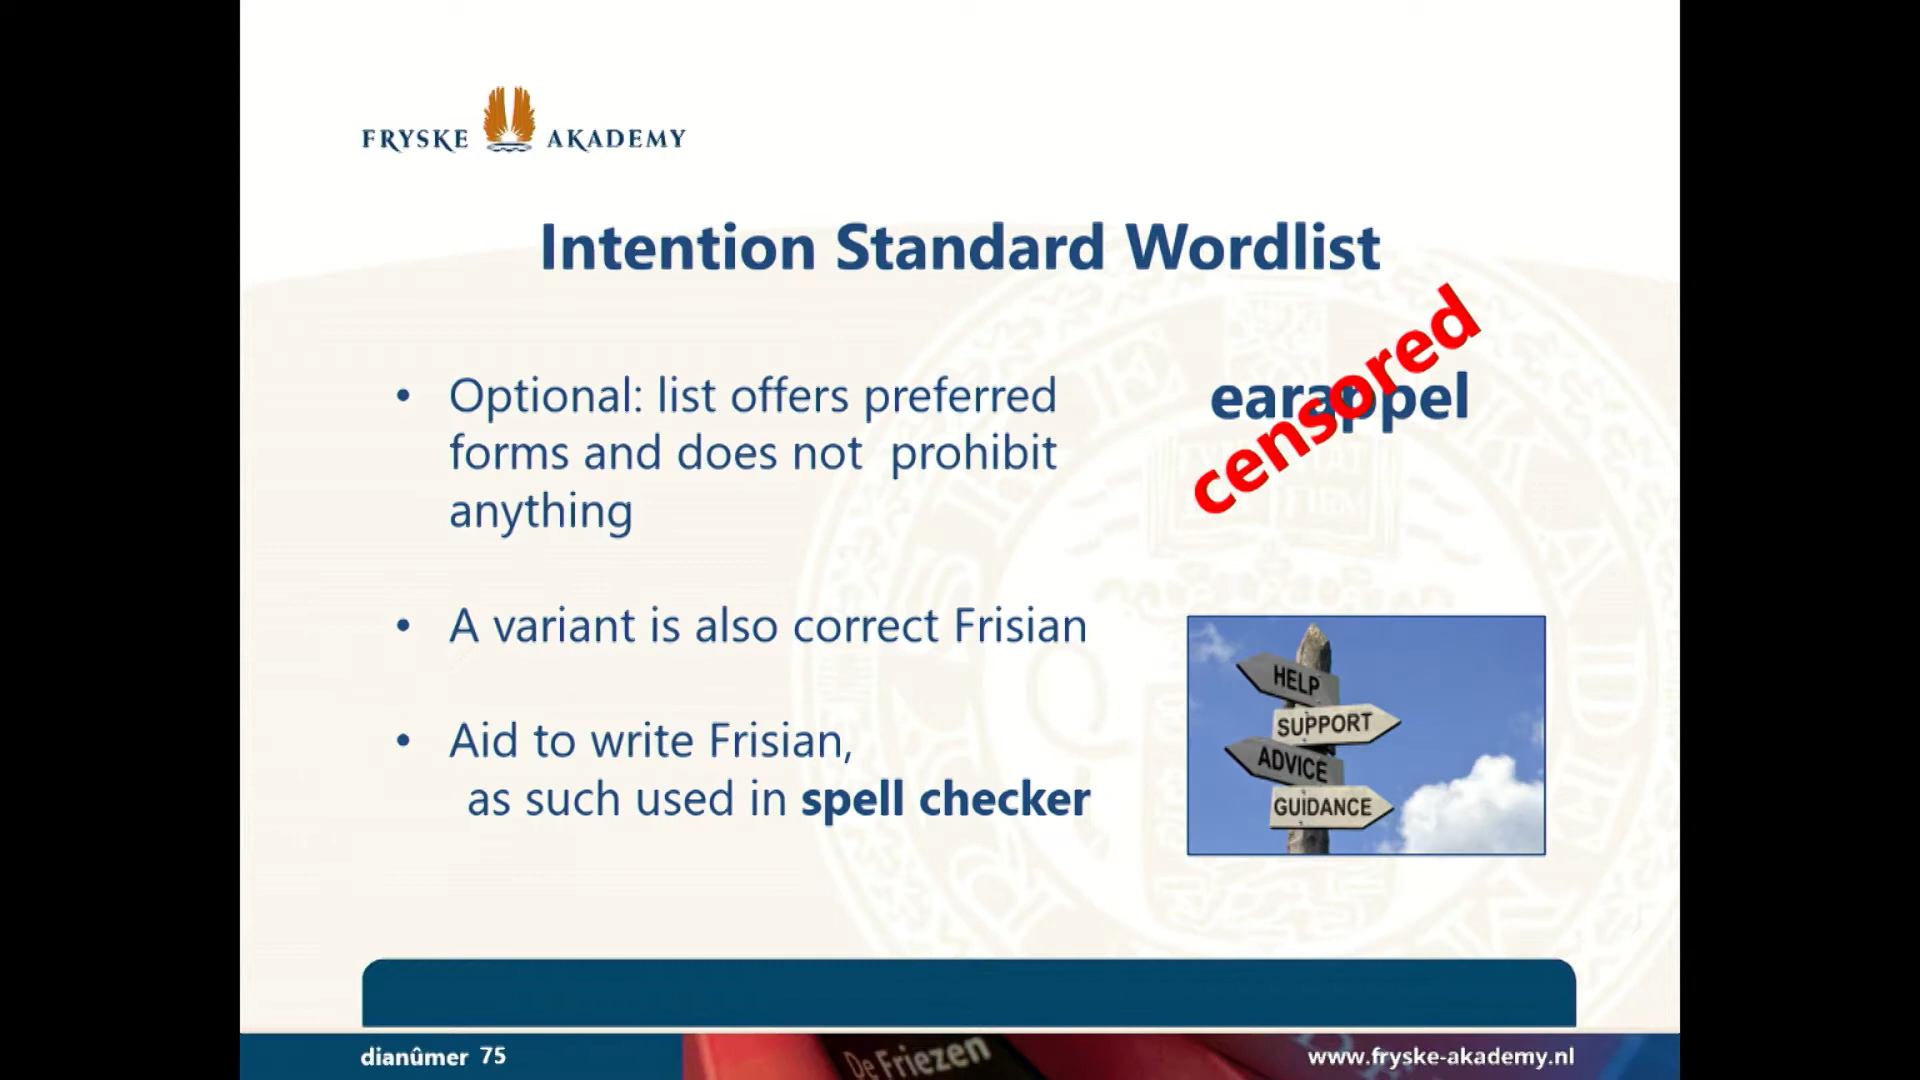 FRYSKE AKADEMY
Intention Standard Wordlist
• Optional: list offers preferred
forms and does not prohibit
anything
earappel
censored
• A variant is also correct Frisian
• Aid to write Frisian,
as such used in spell checker
HELP
SUPPORT
ADVICE
GUIDANCE
dianûmer 75
De Friezen
www.fryske-akademy.nl